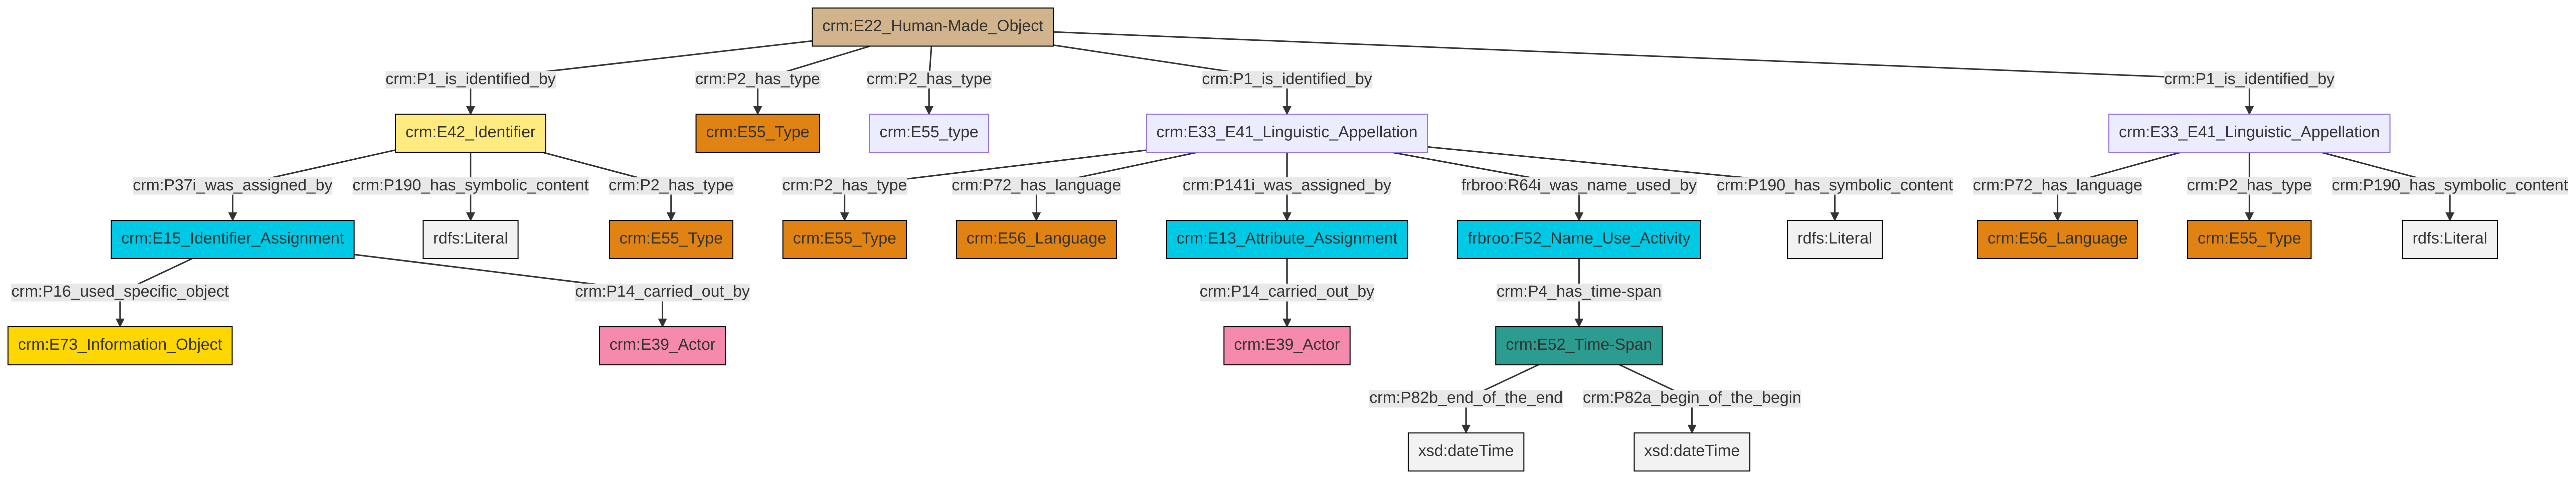 crm:E22_Human-Made_Object
crm:P1_is_identified_by
crm:P2_has_type
crm:P2_has_type
crm:P1_is_identified_by
crm:P1_is_identified_by
crm:E42_Identifier
crm:E55_Type
crm:E55_type
crm:E33_E41_Linguistic_Appellation
crm:E33_E41_Linguistic_Appellation
crm:P37i_was_assigned_by
crm:P190_has_symbolic_content
crm:P2_has_type
crm:P2_has_type
crm:P72_has_language
crm:P141i_was_assigned_by
frbroo:R64i_was_name_used_by
crm:P190_has_symbolic_content
crm:P72_has_language
crm:P2_has_type
crm:P190_has_symbolic_content
crm:E15_Identifier_Assignment
rdfs:Literal
crm:E55_Type
crm:E55_Type
crm:E56_Language
crm:E13_Attribute_Assignment
frbroo:F52_Name_Use_Activity
rdfs:Literal
crm:E56_Language
crm:E55_Type
rdfs:Literal
crm:P16_used_specific_object
crm:P14_carried_out_by
crm:P14_carried_out_by
crm:P4_has_time-span
crm:E73_Information_Object
crm:E39_Actor
crm:E39_Actor
crm:E52_Time-Span
crm:P82b_end_of_the_end
crm:P82a_begin_of_the_begin
xsd:dateTime
xsd:dateTime